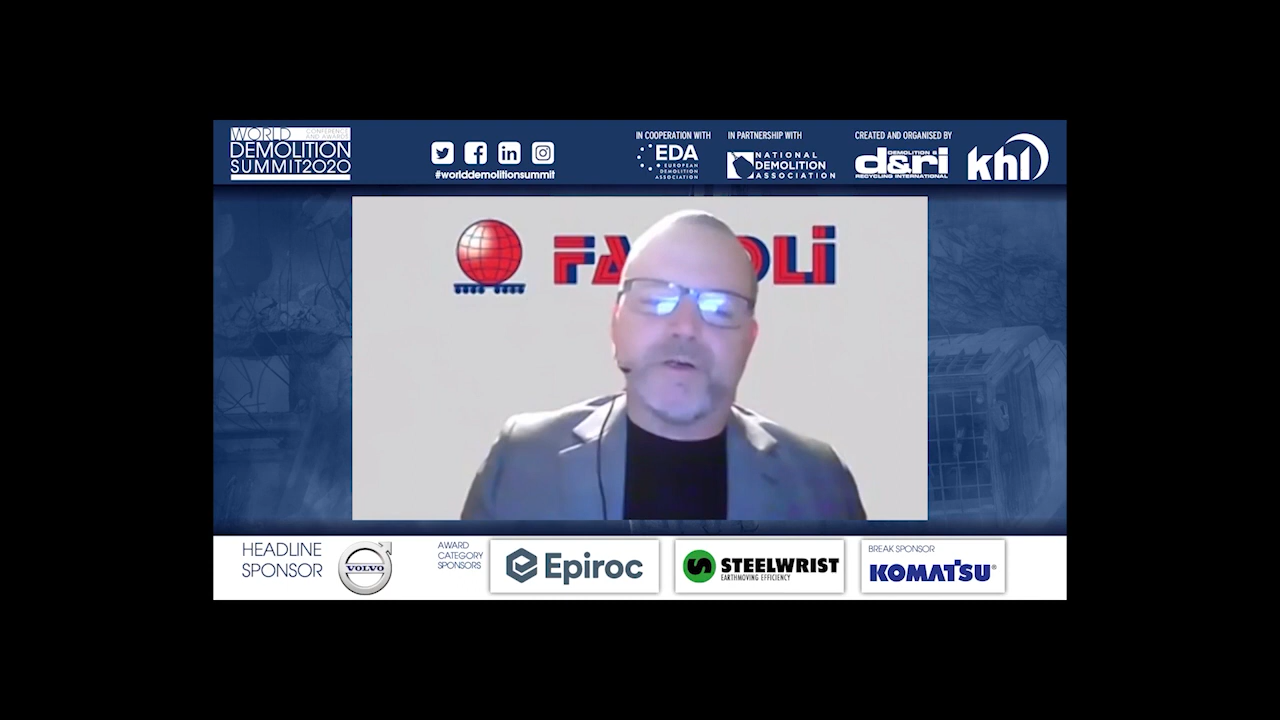 WORLD
CONFERENCE
AND AWARDS
DEMOLITION
SUMMIT2020
#worlddemolitionsummit
IN COOPERATION WITH
EDA
EUROPEAN
DEMOLITION
ASSOCIATION
IN PARTNERSHIP WITH
NATIONAL
DEMOLITION
ASSOCIATION
CREATED AND ORGANISED BY
DEMOLITION &
d&ri
RECYCLING INTERNATIONAL
khl
HEADLINE
SPONSOR
VOLVO
AWARD
CATEGORY
SPONSORS
Epiroc
STEELWRIST
EARTHMOVING EFFICIENCY
BREAK SPONSOR
KOMATSU®